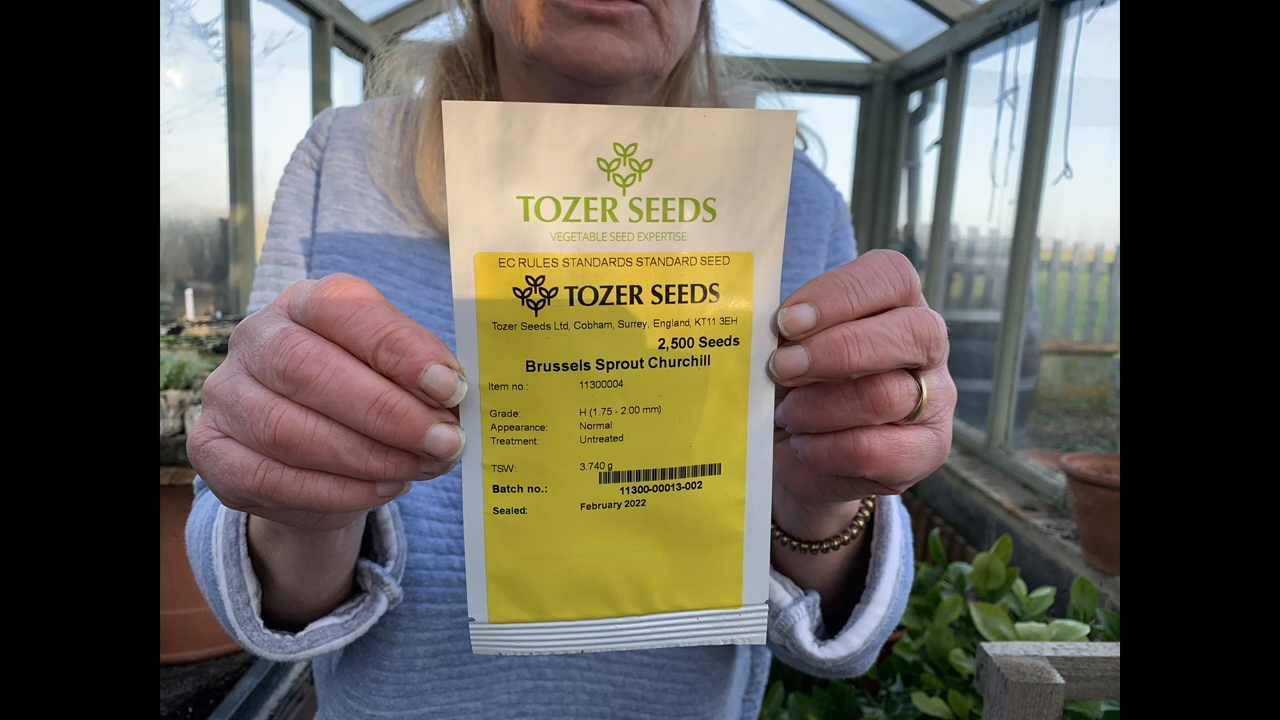 TOZER SEEDS
VEGETABLE SEED EXPERTISE
EC RULES STANDARDS STANDARD SEED
TOZER SEEDS
Tozer Seeds Ltd, Cobham, Surrey, England, KT11 3EH
2,500 Seeds
Brussels Sprout Churchill
Item no.: 11300004
Grade: H (1.75 - 2.00 mm)
Appearance: Normal
Treatment: Untreated
TSW: 3.740 g
Batch no.: 11300-00013-002
Sealed: February 2022